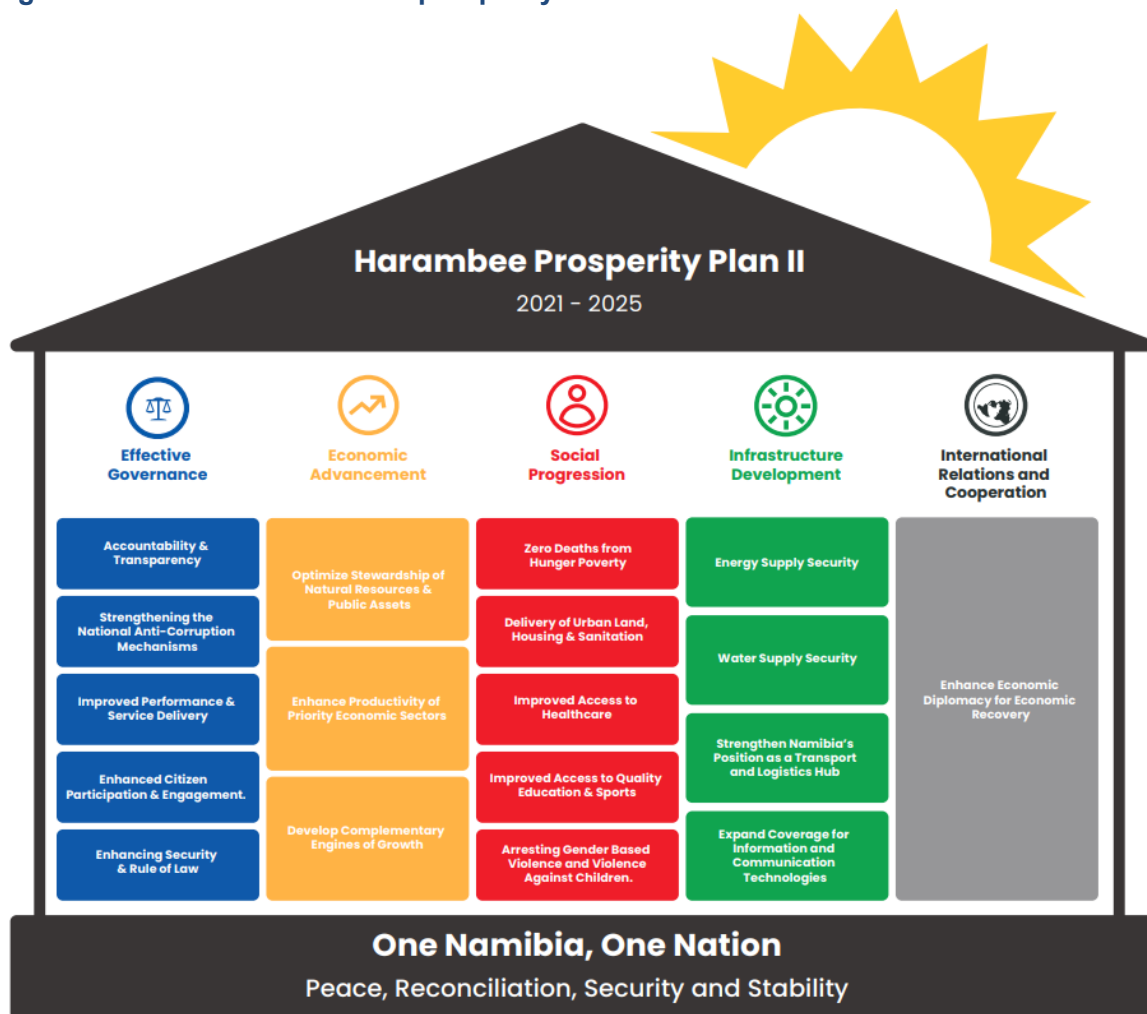 Harambee Prosperity Plan II
2021 - 2025
Effective
Governance
Economic
Advancement
Social
Progression
Infrastructure
Development
International
Relations and
Cooperation
Accountability &
Transparency
Strengthening the
National Anti-Corruption
Mechanisms
Improved Performance &
Service Delivery
Enhanced Citizen
Participation & Engagement.
Enhancing Security
& Rule of Law
Optimize Stewardship of
Natural Resources &
Public Assets
Enhance Productivity of
Priority Economic Sectors
Develop Complementary
Engines of Growth
Zero Deaths from
Hunger Poverty
Delivery of Urban Land,
Housing & Sanitation
Improved Access to
Healthcare
Improved Access to Quality
Education & Sports
Arresting Gender Based
Violence and Violence
Against Children.
Energy Supply Security
Water Supply Security
Strengthen Namibia's
Position as a Transport
and Logistics Hub
Expand Coverage for
Information and
Communication
Technologies
Enhance Economic
Diplomacy for Economic
Recovery
One Namibia, One Nation
Peace, Reconciliation, Security and Stability